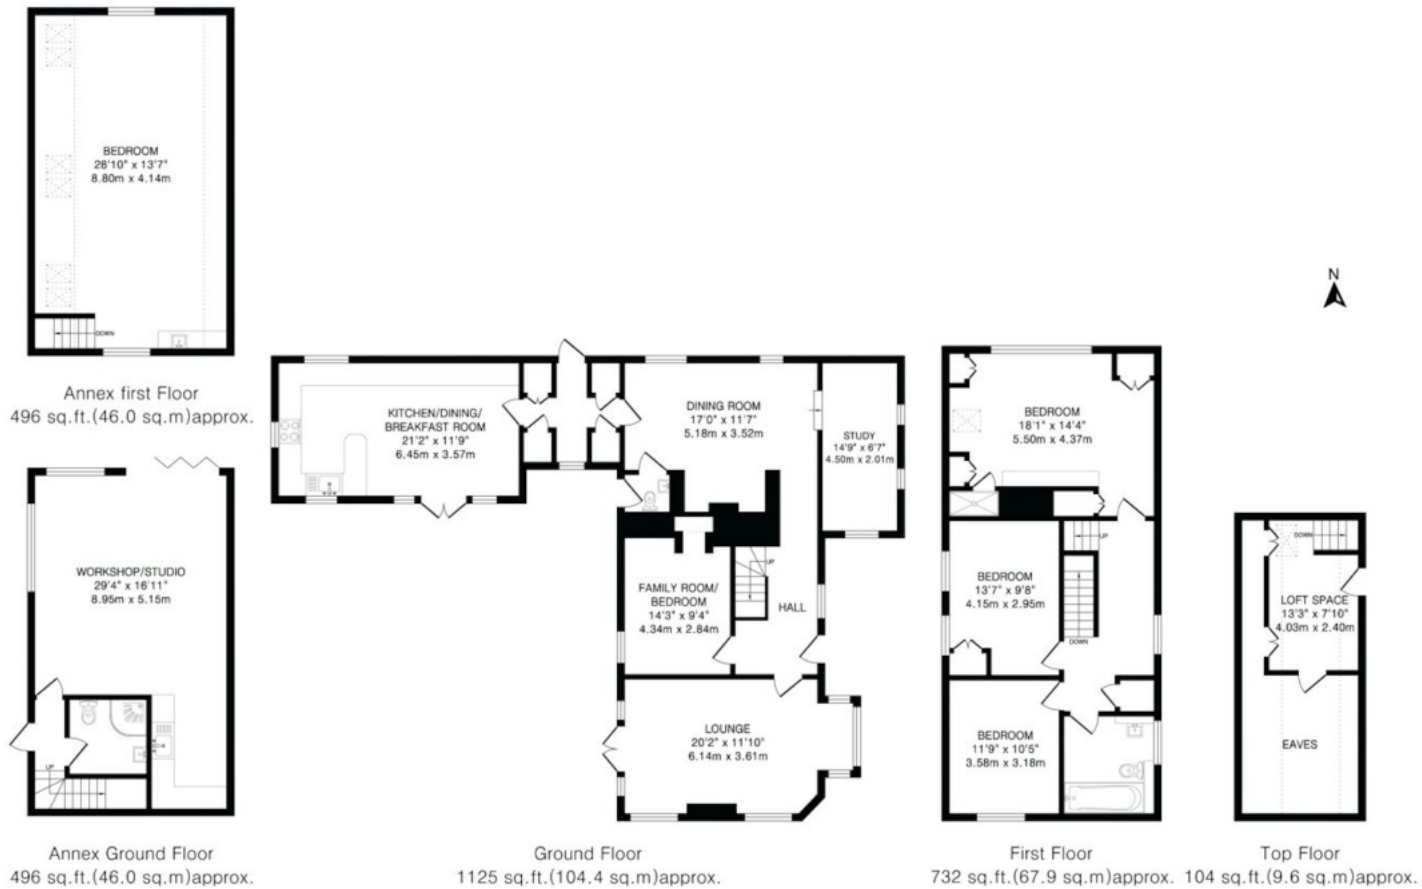 BEDROOM
28'10" x 13'7"
8.80m x 4.14m
DOWN
Annex first Floor
496 sq.ft.(46.0 sq.m)approx.
WORKSHOP/STUDIO
29'4" x 16'11"
8.95m x 5.15m
UP
Annex Ground Floor
496 sq.ft.(46.0 sq.m)approx.
KITCHEN/DINING/
BREAKFAST ROOM
21'2" x 11'9"
6.45m x 3.57m
DINING ROOM
17'0" x 11'7"
5.18m x 3.52m
STUDY
14'9" x 6'7"
4.50m x 2.01m
FAMILY ROOM/
BEDROOM
14'3" x 9'4"
4.34m x 2.84m
UP
HALL
LOUNGE
20'2" x 11'10"
6.14m x 3.61m
Ground Floor
1125 sq.ft.(104.4 sq.m)approx.
BEDROOM
18'1" x 14'4"
5.50m x 4.37m
UP
BEDROOM
13'7" x 9'8"
4.15m x 2.95m
DOWN
BEDROOM
11'9" x 10'5"
3.58m x 3.18m
First Floor
732 sq.ft.(67.9 sq.m)approx.
N
DOWN
LOFT SPACE
13'3" x 7'10"
4.03m x 2.40m
EAVES
Top Floor
104 sq.ft.(9.6 sq.m)approx.